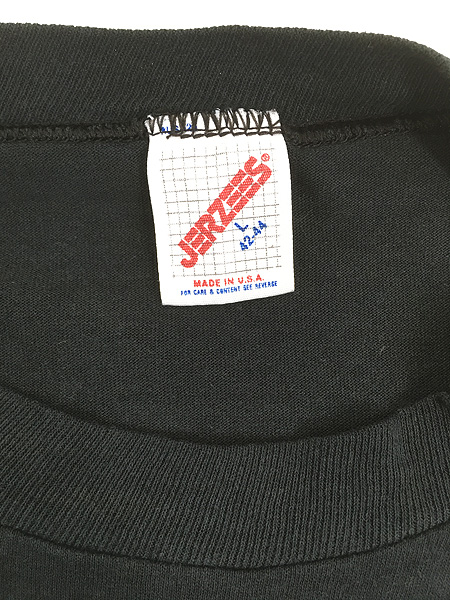 JERZEES®
L
42-44
MADE IN U.S.A.
FOR CARE & CONTENT SEE REVERSE